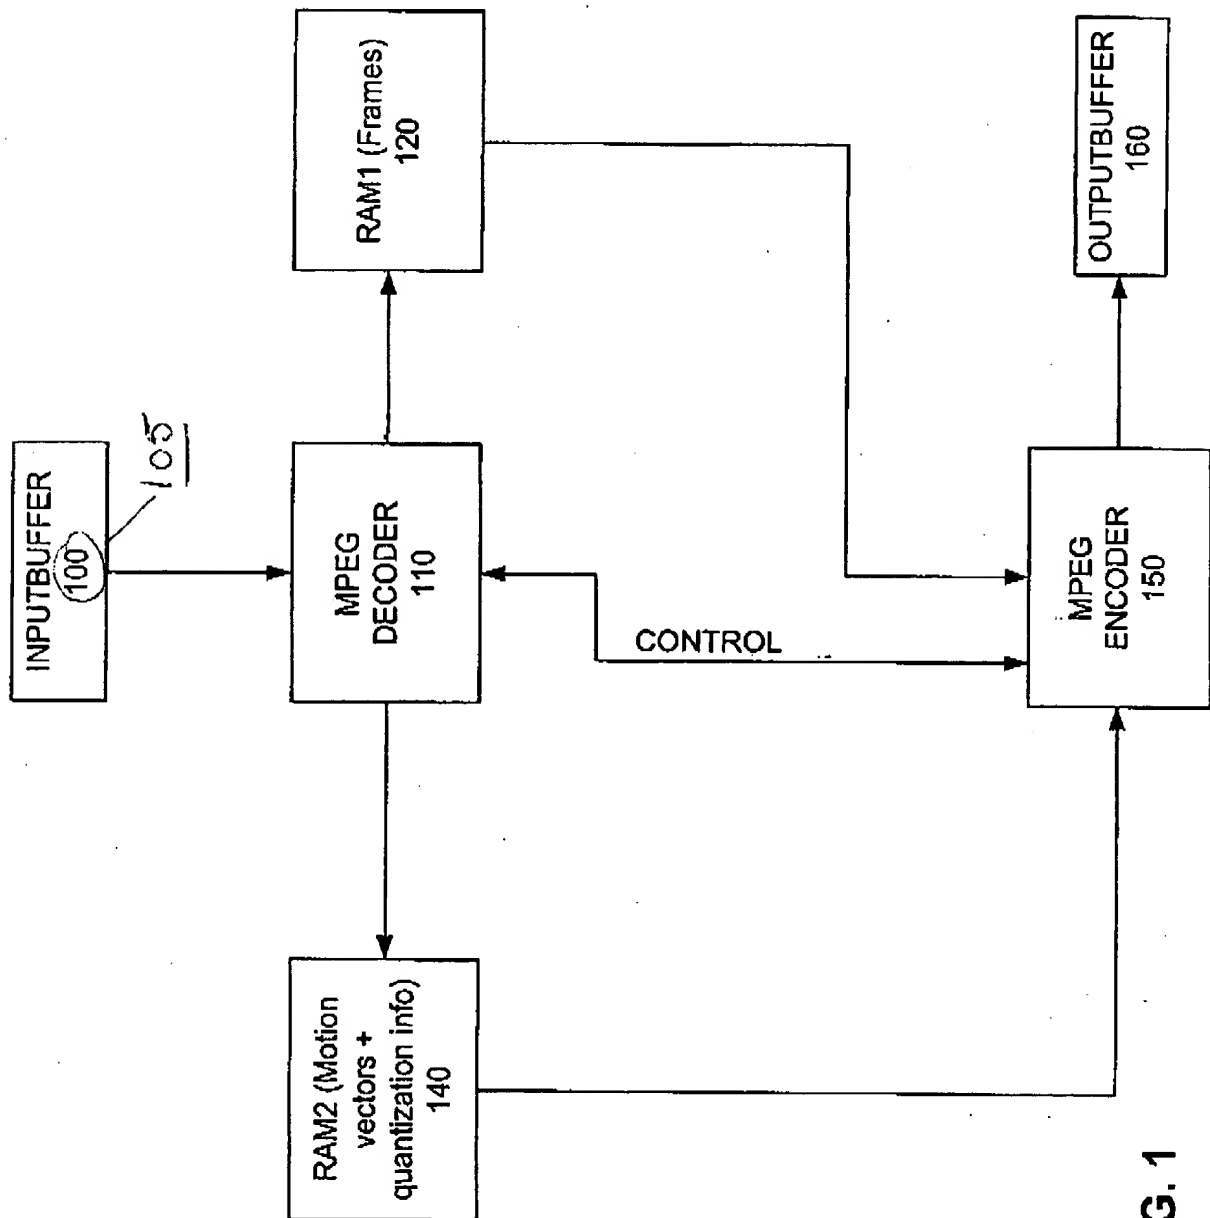 INPUTBUFFER
100
105
RAM2 (Motion
vectors +
quantization info)
140
MPEG
DECODER
110
RAM1 (Frames)
120
CONTROL
MPEG
ENCODER
150
OUTPUTBUFFER
160
G. 1